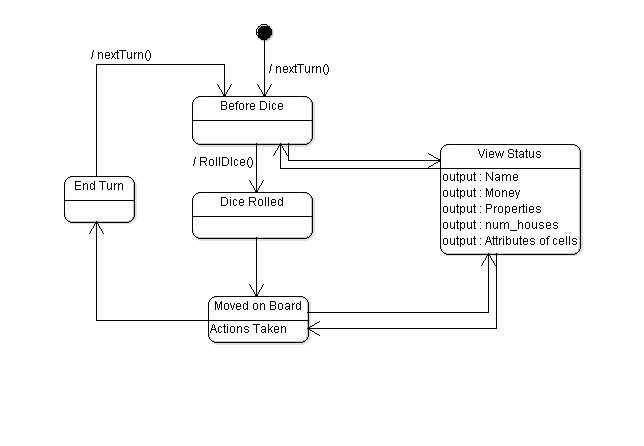 / nextTurn()
/ nextTurn()
Before Dice
/ RollDIce()
View Status
output : Name
output : Money
output : Properties
output : num_houses
output : Attributes of cells
End Turn
Dice Rolled
Moved on Board
Actions Taken